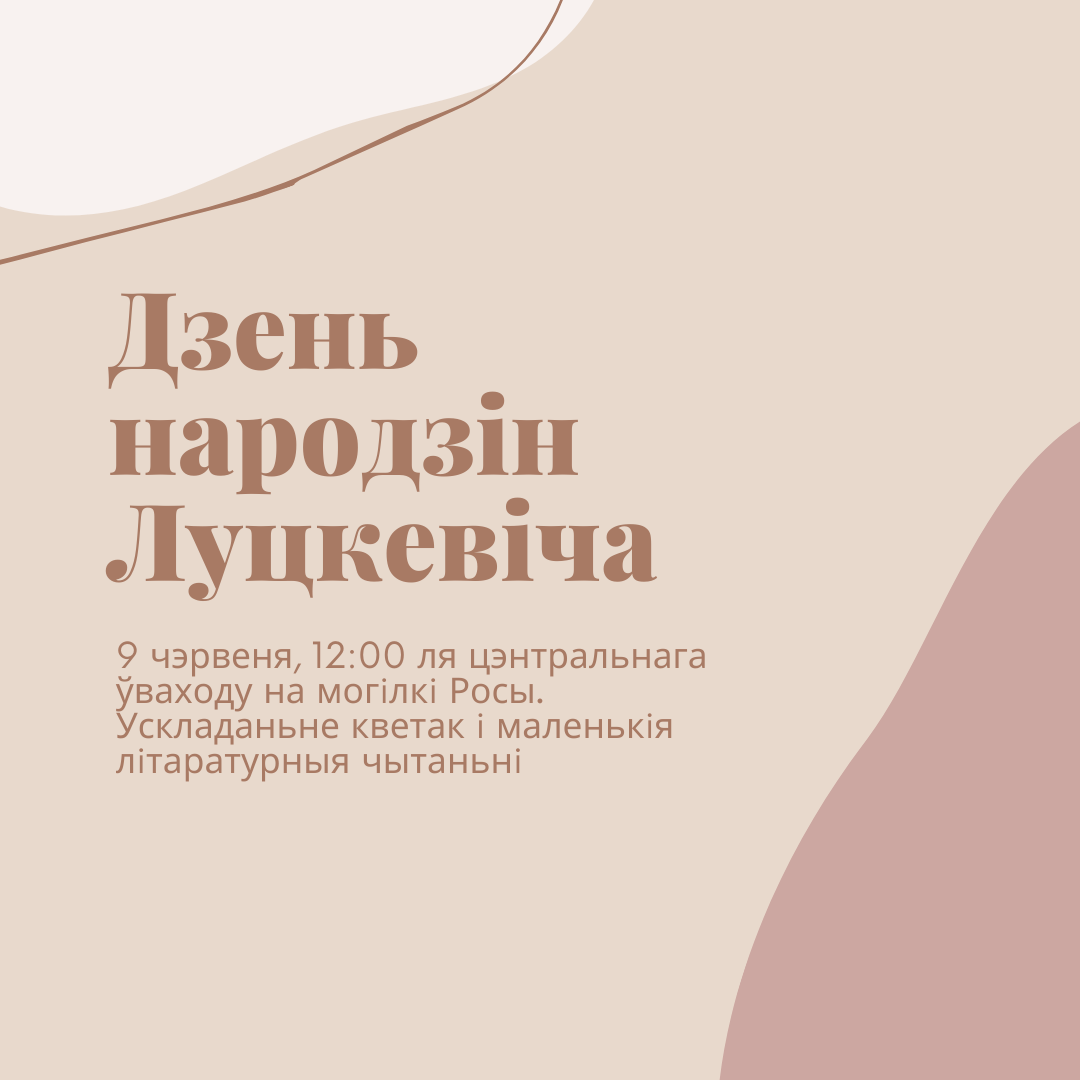 Дзень
народзін
Луцкевіча
9 чэрвеня, 12:00 ля цэнтральнага
ўваходу на могілкі Росы.
Ускладаньне кветак і маленькія
літаратурныя чытаньні